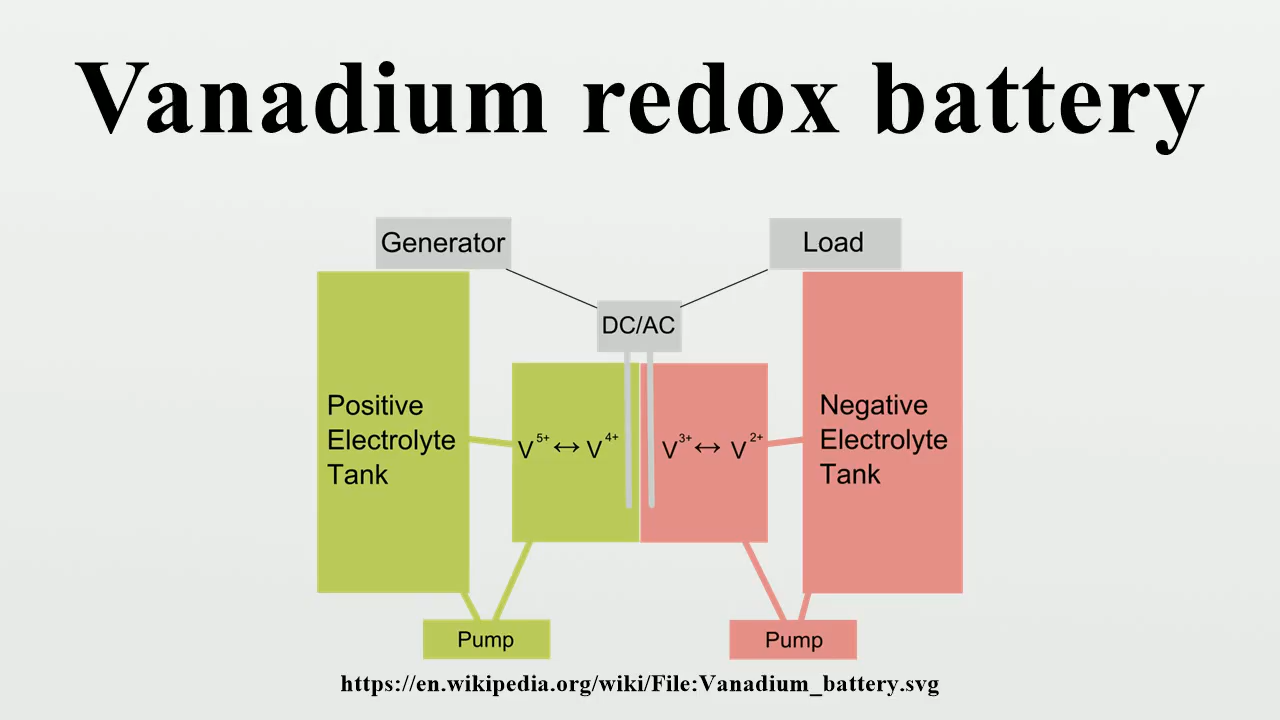 Vanadium redox battery
Generator
Load
DC/AC
Positive
Electrolyte
Tank
V5+ ↔ V4+
V3+ ↔ V2+
Negative
Electrolyte
Tank
Pump
Pump
https://en.wikipedia.org/wiki/File:Vanadium_battery.svg